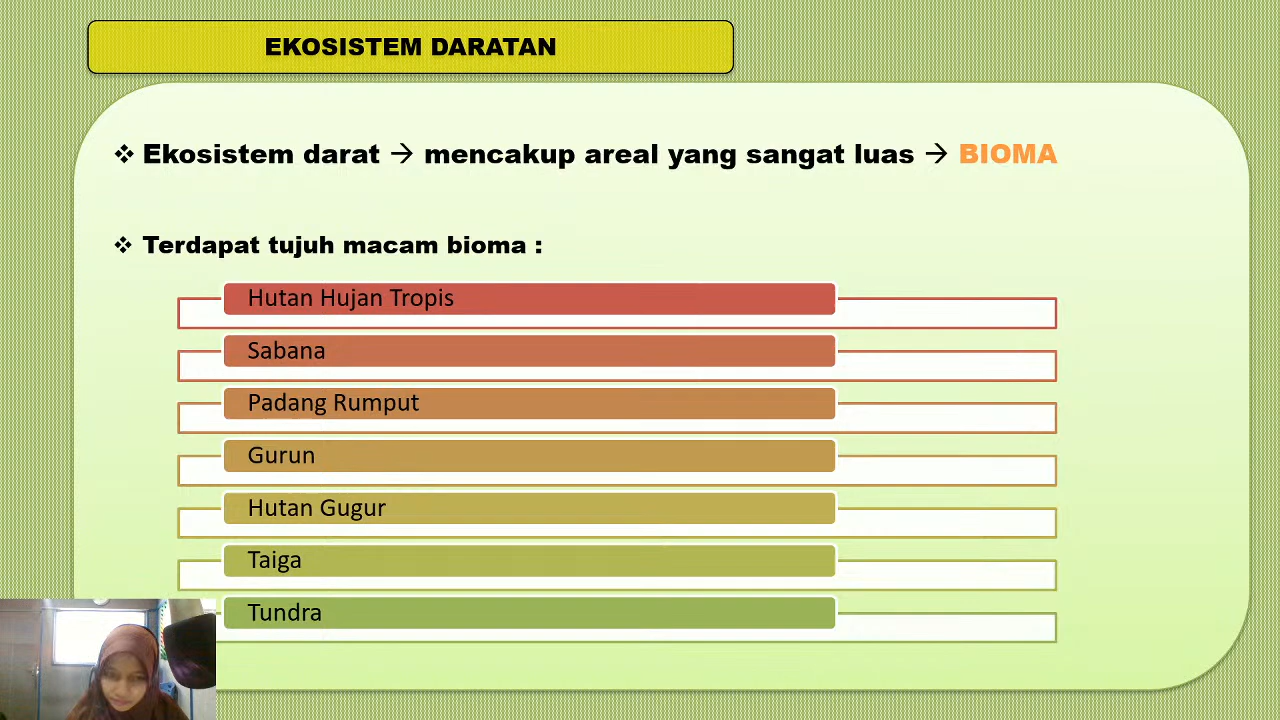 EKOSISTEM DARATAN
❖ Ekosistem darat → mencakup areal yang sangat luas → BIOMA
❖ Terdapat tujuh macam bioma :
Hutan Hujan Tropis
Sabana
Padang Rumput
Gurun
Hutan Gugur
Taiga
Tundra